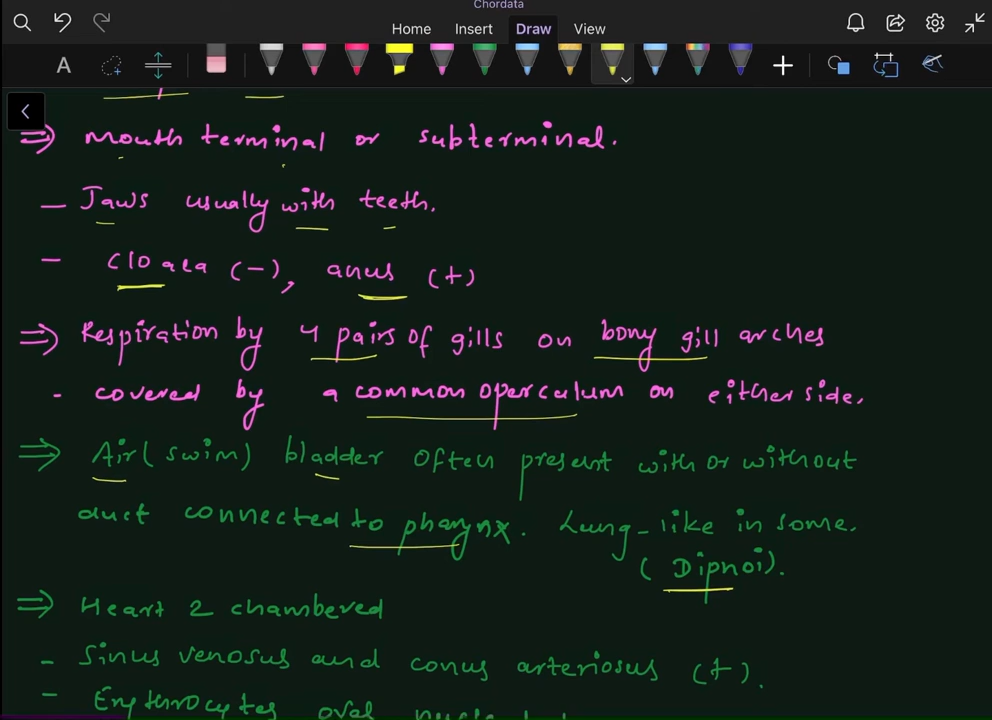 Chordata
Home Insert Draw View
⇒ mouth terminal or subterminal.
– Jaws usually with teeth.
– cloaca (−), anus (+)
⇒ Respiration by 4 pairs of gills on bony gill arches
- covered by a common operculum on either side.
⇒ Air (swim) bladder often present with or without
duct connected to pharynx. Lung-like in some.
(Dipnoi).
⇒ Heart 2 chambered
- Sinus venosus and conus arteriosus (+).
- Erythrocytes oval